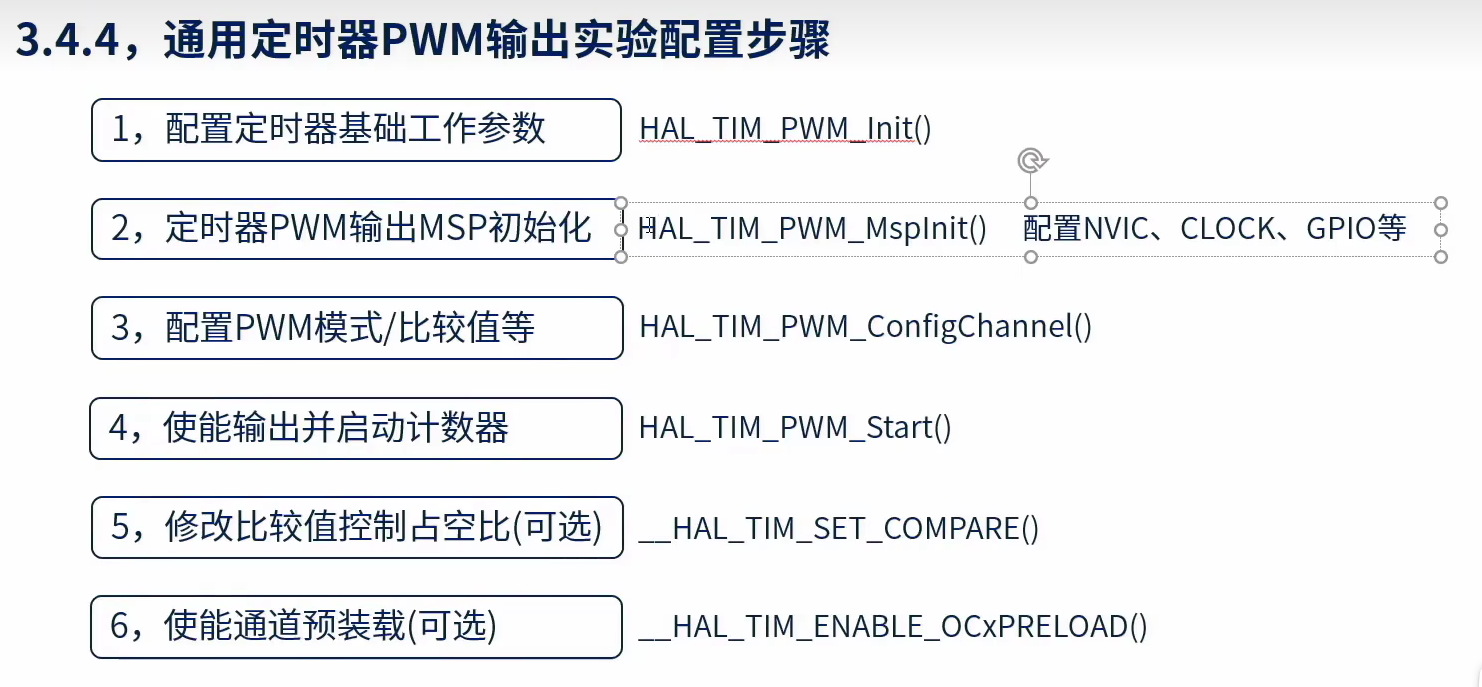 3.4.4，通用定时器PWM输出实验配置步骤
1，配置定时器基础工作参数 HAL_TIM_PWM_Init()
2，定时器PWM输出MSP初始化 HAL_TIM_PWM_MspInit() 配置NVIC、CLOCK、GPIO等
3，配置PWM模式/比较值等 HAL_TIM_PWM_ConfigChannel()
4，使能输出并启动计数器 HAL_TIM_PWM_Start()
5，修改比较值控制占空比(可选) __HAL_TIM_SET_COMPARE()
6，使能通道预装载(可选) __HAL_TIM_ENABLE_OCxPRELOAD()